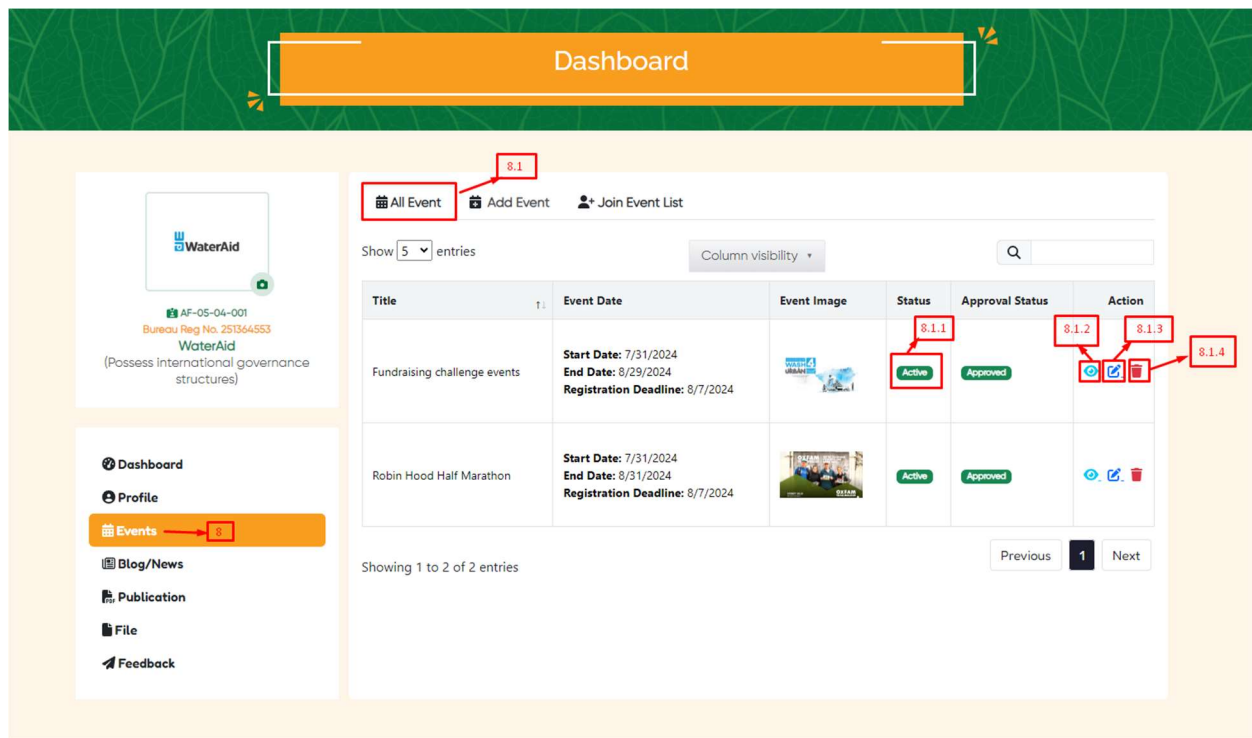 Dashboard
8.1
WaterAid
AF-05-04-001
Bureau Reg No. 251364553
WaterAid
(Possess international governance
structures)
Dashboard
Profile
Events
8
Blog/News
Publication
File
Feedback
All Event Add Event Join Event List
Show 5 entries Column visibility
Title Event Date Event Image Status Approval Status Action
8.1.1 8.1.2 8.1.3
8.1.4
Fundraising challenge events
Start Date: 7/31/2024
End Date: 8/29/2024
Registration Deadline: 8/7/2024
WASH 4
URBAN
Active Approved
Robin Hood Half Marathon
Start Date: 7/31/2024
End Date: 8/31/2024
Registration Deadline: 8/7/2024
OSTAM
Active Approved
Showing 1 to 2 of 2 entries
Previous 1 Next